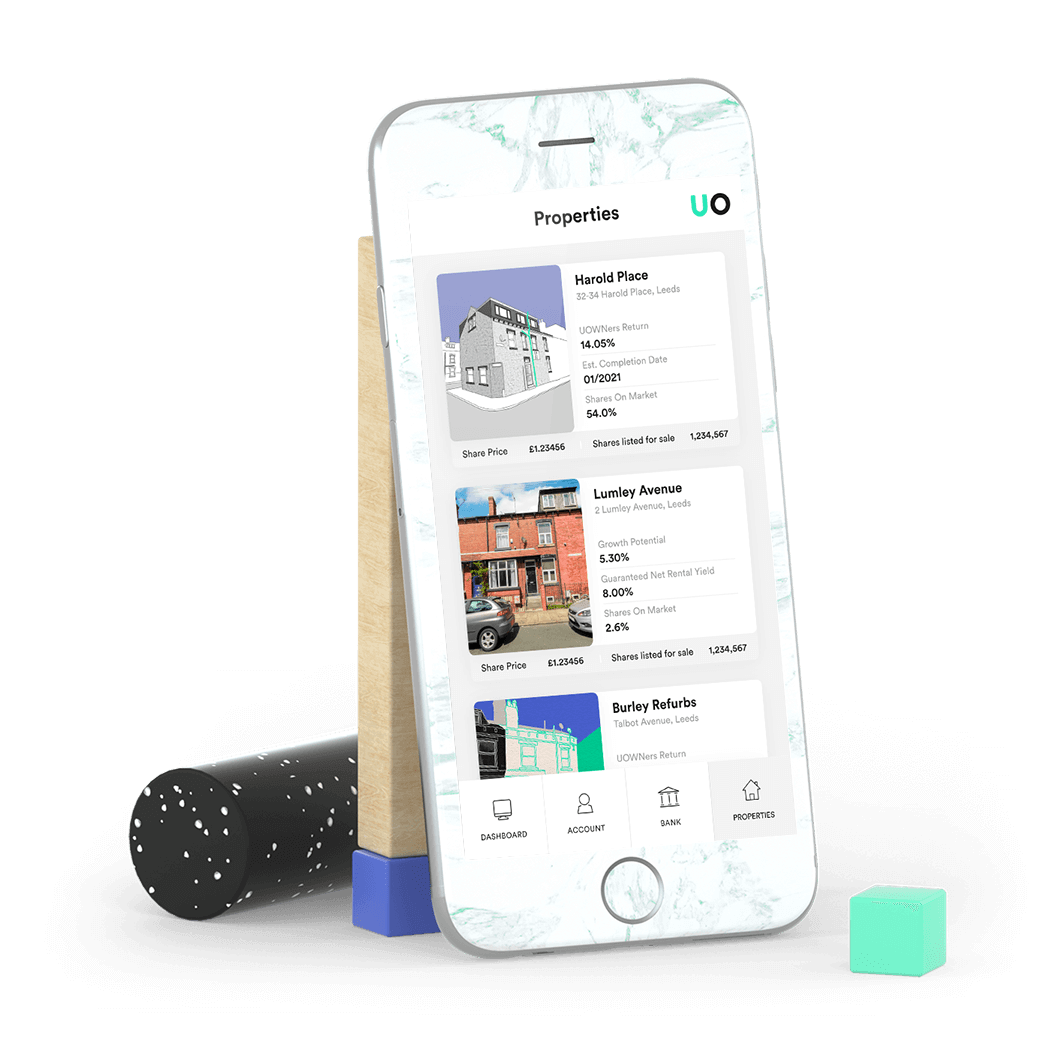 Properties
UO
Harold Place
32-34 Harold Place, Leeds
UOWNers Return
14.05%
Est. Completion Date
01/2021
Shares On Market
54.0%
Share Price £1.23456 Shares listed for sale 1,234,567
Lumley Avenue
2 Lumley Avenue, Leeds
Growth Potential
5.30%
Guaranteed Net Rental Yield
8.00%
Shares On Market
2.6%
Share Price £1.23456 Shares listed for sale 1,234,567
Burley Refurbs
Talbot Avenue, Leeds
UOWNers Return
DASHBOARD ACCOUNT BANK PROPERTIES